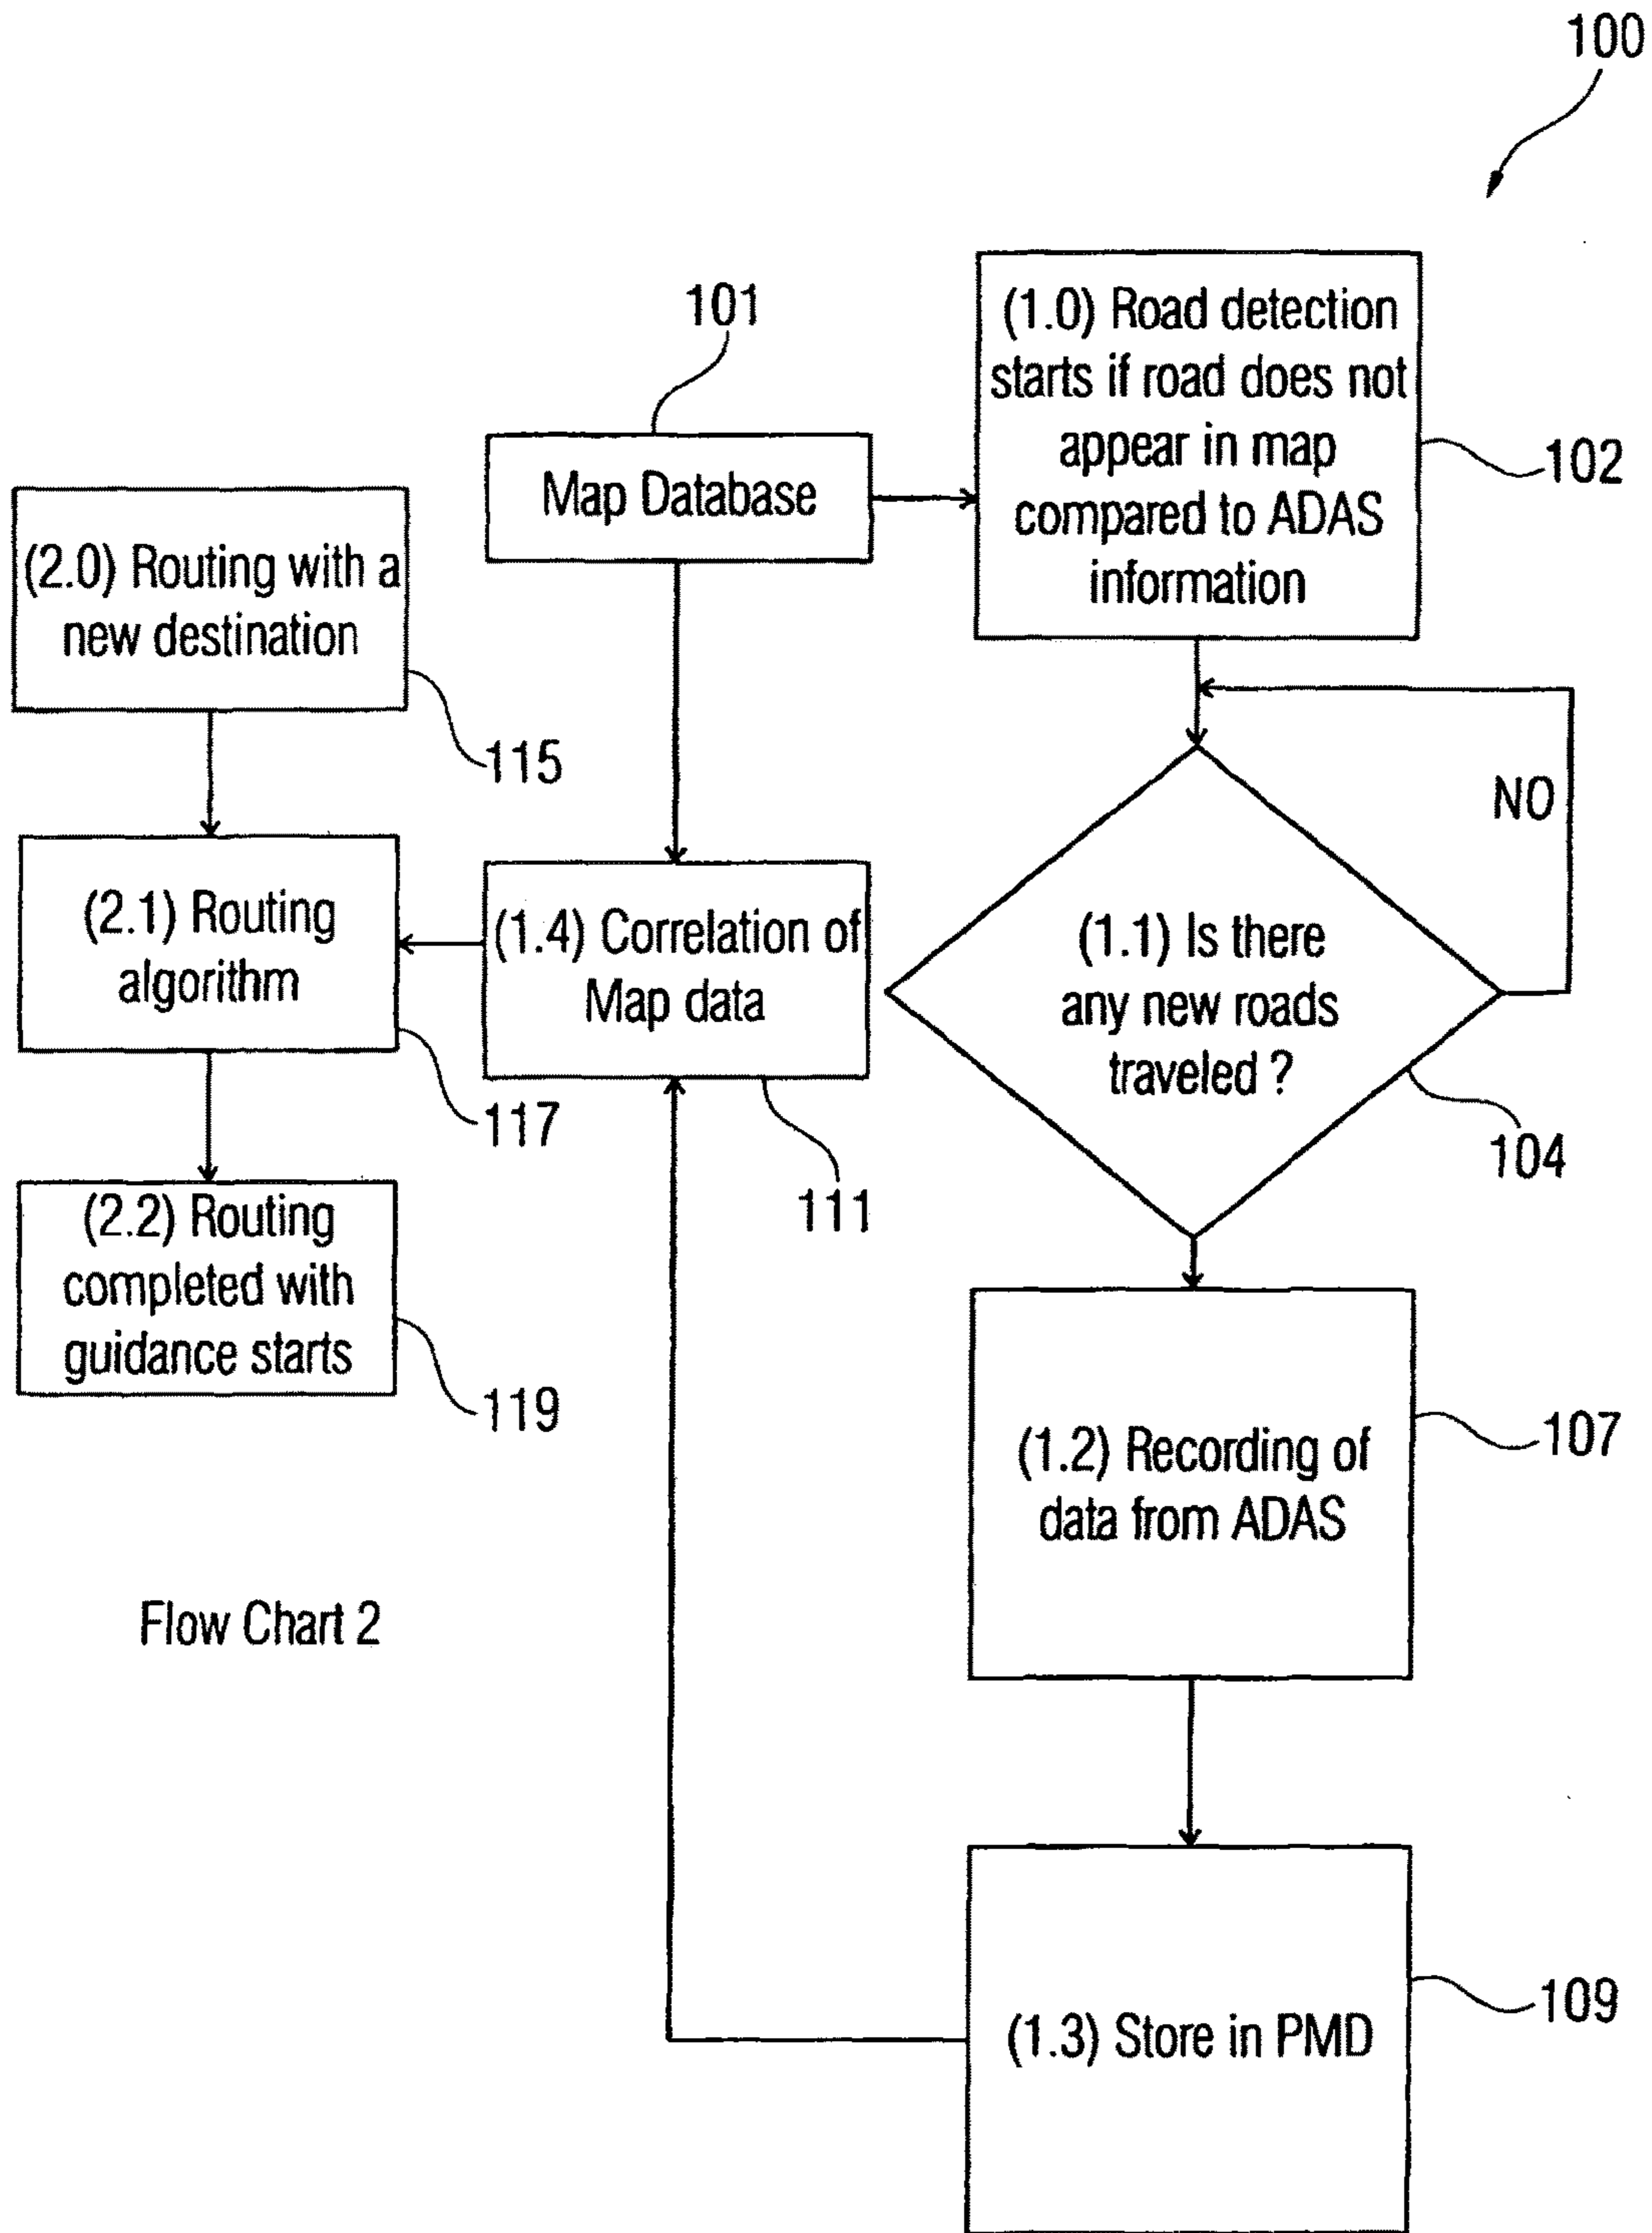 100
101
(1.0) Road detection
starts if road does not
appear in map
compared to ADAS
information
102
Map Database
(2.0) Routing with a
new destination
115
NO
(2.1) Routing
algorithm
117
(1.4) Correlation of
Map data
111
(1.1) Is there
any new roads
traveled ?
104
(2.2) Routing
completed with
guidance starts
119
(1.2) Recording of
data from ADAS
107
Flow Chart 2
(1.3) Store in PMD
109